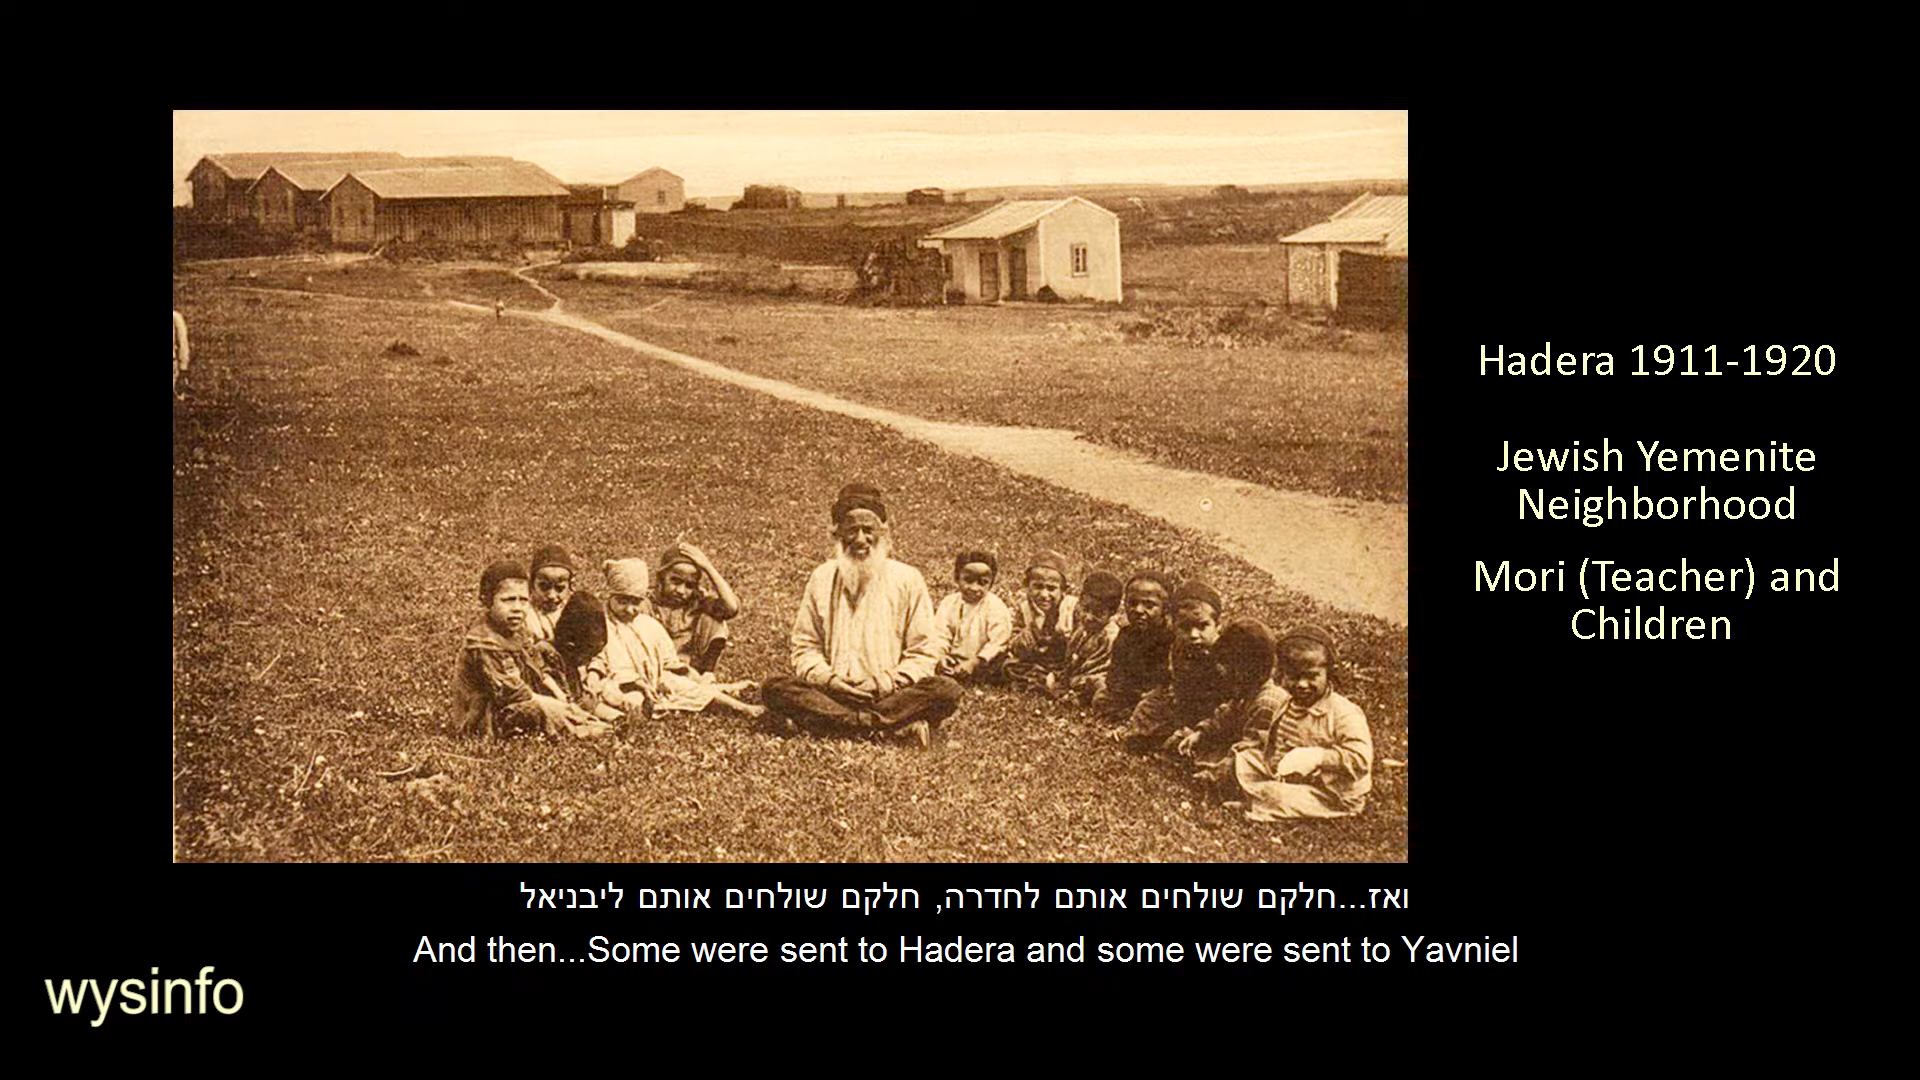 Hadera 1911-1920
Jewish Yemenite
Neighborhood
Mori (Teacher) and
Children
ואז...חלקם שולחים אותם לחדרה, חלקם שולחים אותם ליבניאל
And then...Some were sent to Hadera and some were sent to Yavniel
wysinfo